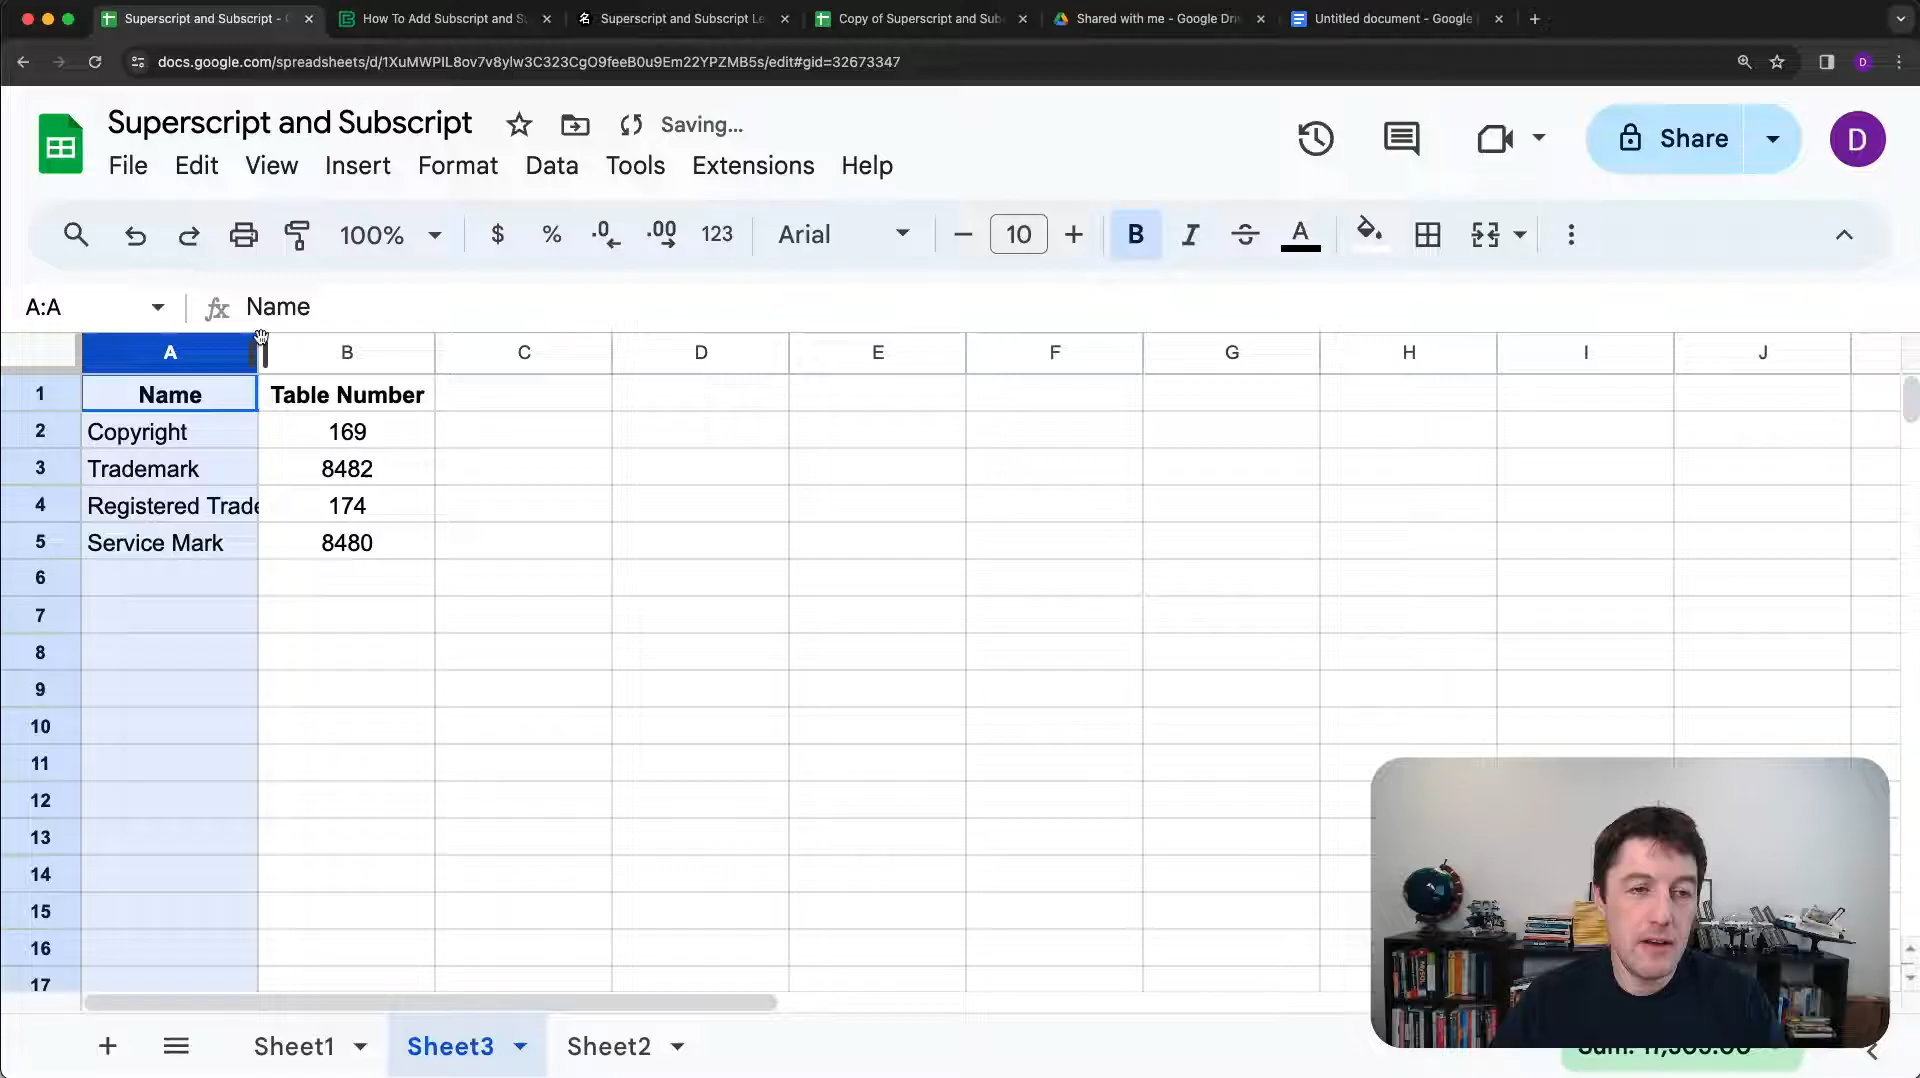 Superscript and Subscript -
How To Add Subscript and
Superscript and Subscript Le
Copy of Superscript and Sub
Shared with me - Google Dri
Untitled document - Google
docs.google.com/spreadsheets/d/1XuMWPIL8ov7v8ylw3C323CgO9feeB0u9Em22YPZMB5s/edit#gid=32673347
D
Superscript and Subscript
Saving...
Share
D
File Edit View Insert Format Data Tools Extensions Help
100% $ % .0 .00 123 Arial 10 B I S A
A:A fx Name
A B C D E F G H I J
1 Name Table Number
2 Copyright 169
3 Trademark 8482
4 Registered Trade 174
5 Service Mark 8480
6
7
8
9
10
11
12
13
14
15
16
17
Sheet1 Sheet3 Sheet2